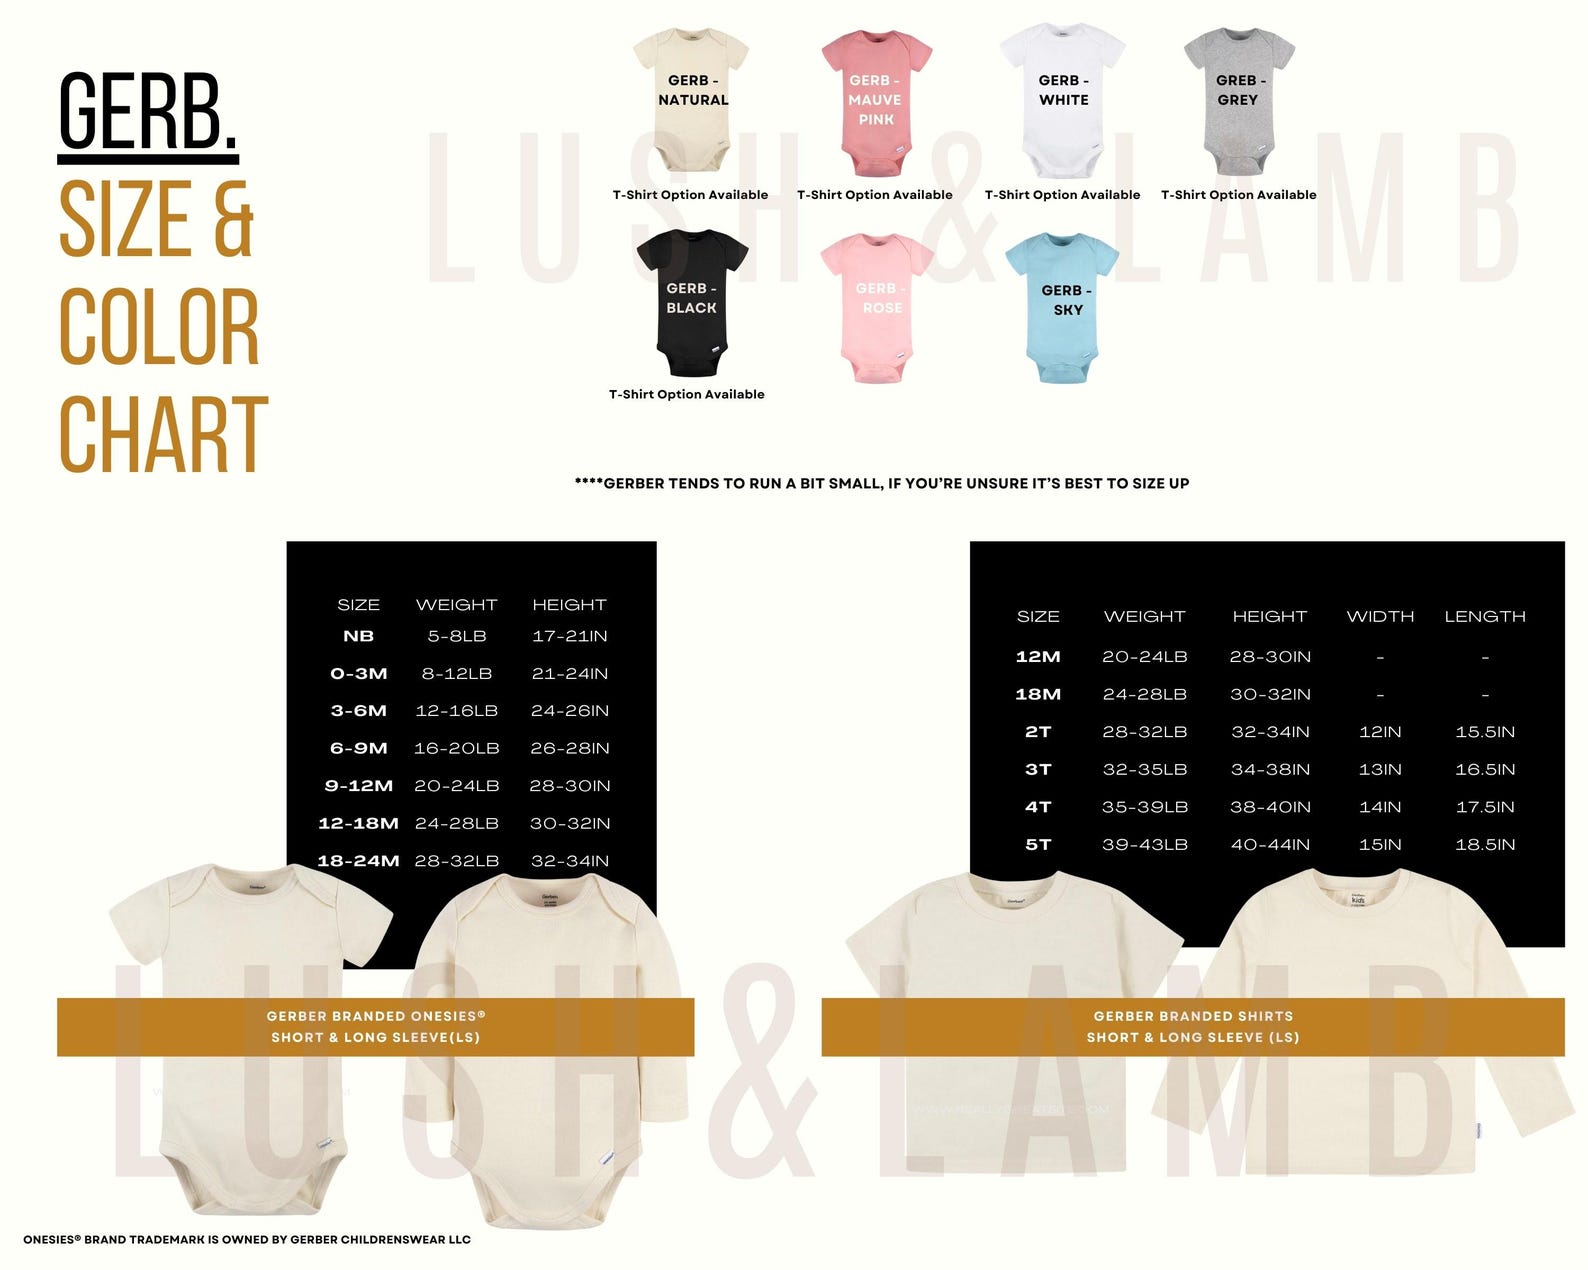 GERB.
SIZE &
COLOR
CHART
GERB -
NATURAL
GERB -
MAUVE
PINK
GERB -
WHITE
GREB -
GREY
T-Shirt Option Available
T-Shirt Option Available
T-Shirt Option Available
T-Shirt Option Available
LUSH & LAMB
GERB -
BLACK
GERB -
ROSE
GERB -
SKY
T-Shirt Option Available
****GERBER TENDS TO RUN A BIT SMALL, IF YOU'RE UNSURE IT'S BEST TO SIZE UP
SIZE WEIGHT HEIGHT
NB 5-8LB 17-21IN
0-3M 8-12LB 21-24IN
3-6M 12-16LB 24-26IN
6-9M 16-20LB 26-28IN
9-12M 20-24LB 28-30IN
12-18M 24-28LB 30-32IN
18-24M 28-32LB 32-34IN
SIZE WEIGHT HEIGHT WIDTH LENGTH
12M 20-24LB 28-30IN - -
18M 24-28LB 30-32IN - -
2T 28-32LB 32-34IN 12IN 15.5IN
3T 32-35LB 34-38IN 13IN 16.5IN
4T 35-39LB 38-40IN 14IN 17.5IN
5T 39-43LB 40-44IN 15IN 18.5IN
Gerber
Gerber
Gerber
kids
LUSH & LAMB
GERBER BRANDED ONESIES®
SHORT & LONG SLEEVE(LS)
GERBER BRANDED SHIRTS
SHORT & LONG SLEEVE (LS)
WWW.REALLYGREATSITE.COM
ONESIES® BRAND TRADEMARK IS OWNED BY GERBER CHILDRENSWEAR LLC